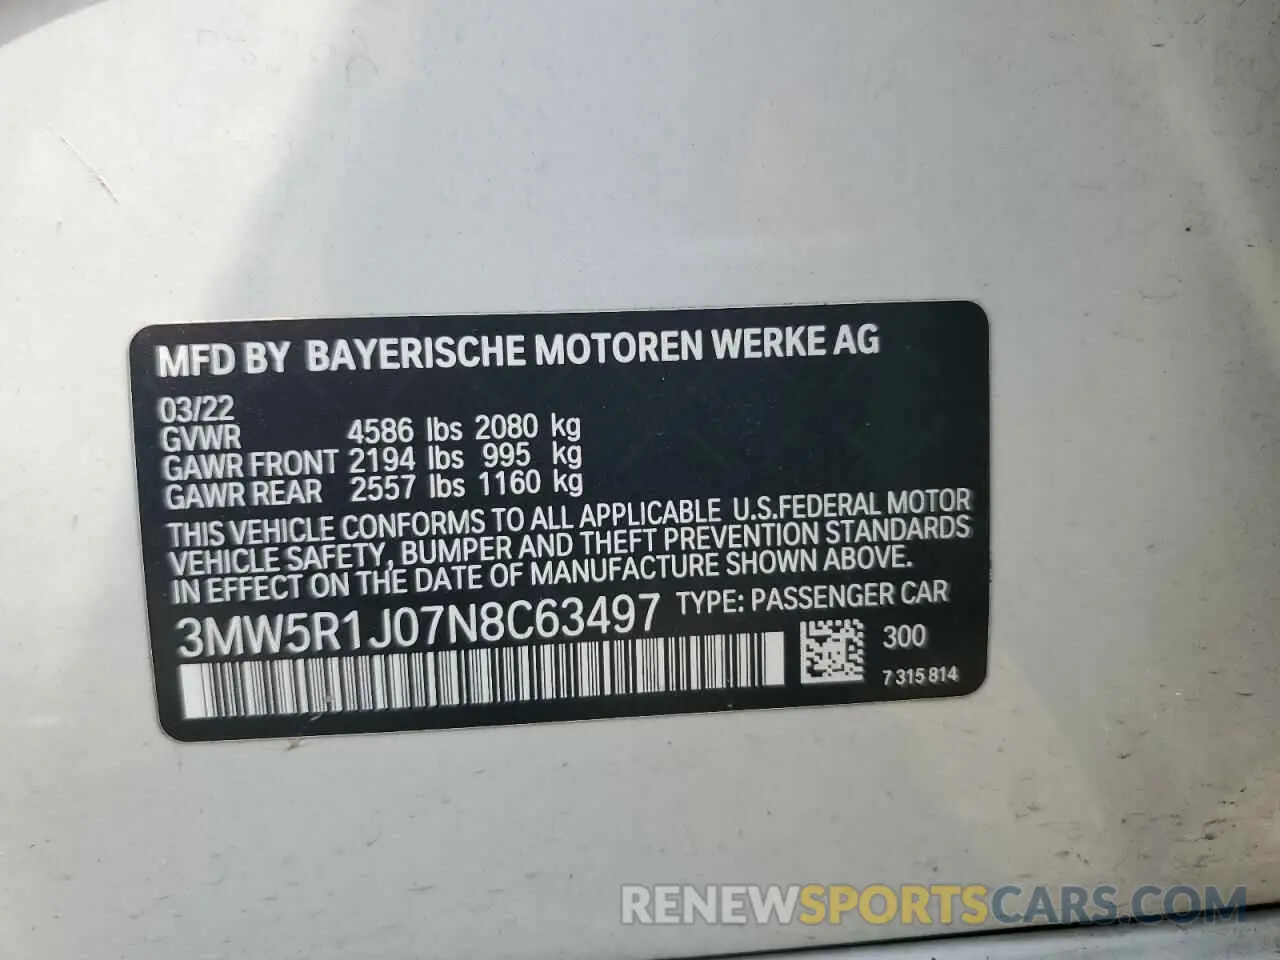 MFD BY BAYERISCHE MOTOREN WERKE AG
03/22
GVWR 4586 lbs 2080 kg
GAWR FRONT 2194 lbs 995 kg
GAWR REAR 2557 lbs 1160 kg
THIS VEHICLE CONFORMS TO ALL APPLICABLE U.S.FEDERAL MOTOR
VEHICLE SAFETY, BUMPER AND THEFT PREVENTION STANDARDS
IN EFFECT ON THE DATE OF MANUFACTURE SHOWN ABOVE.
3MW5R1J07N8C63497 TYPE: PASSENGER CAR
300
7 315 814
RENEWSPORTSCARS.COM